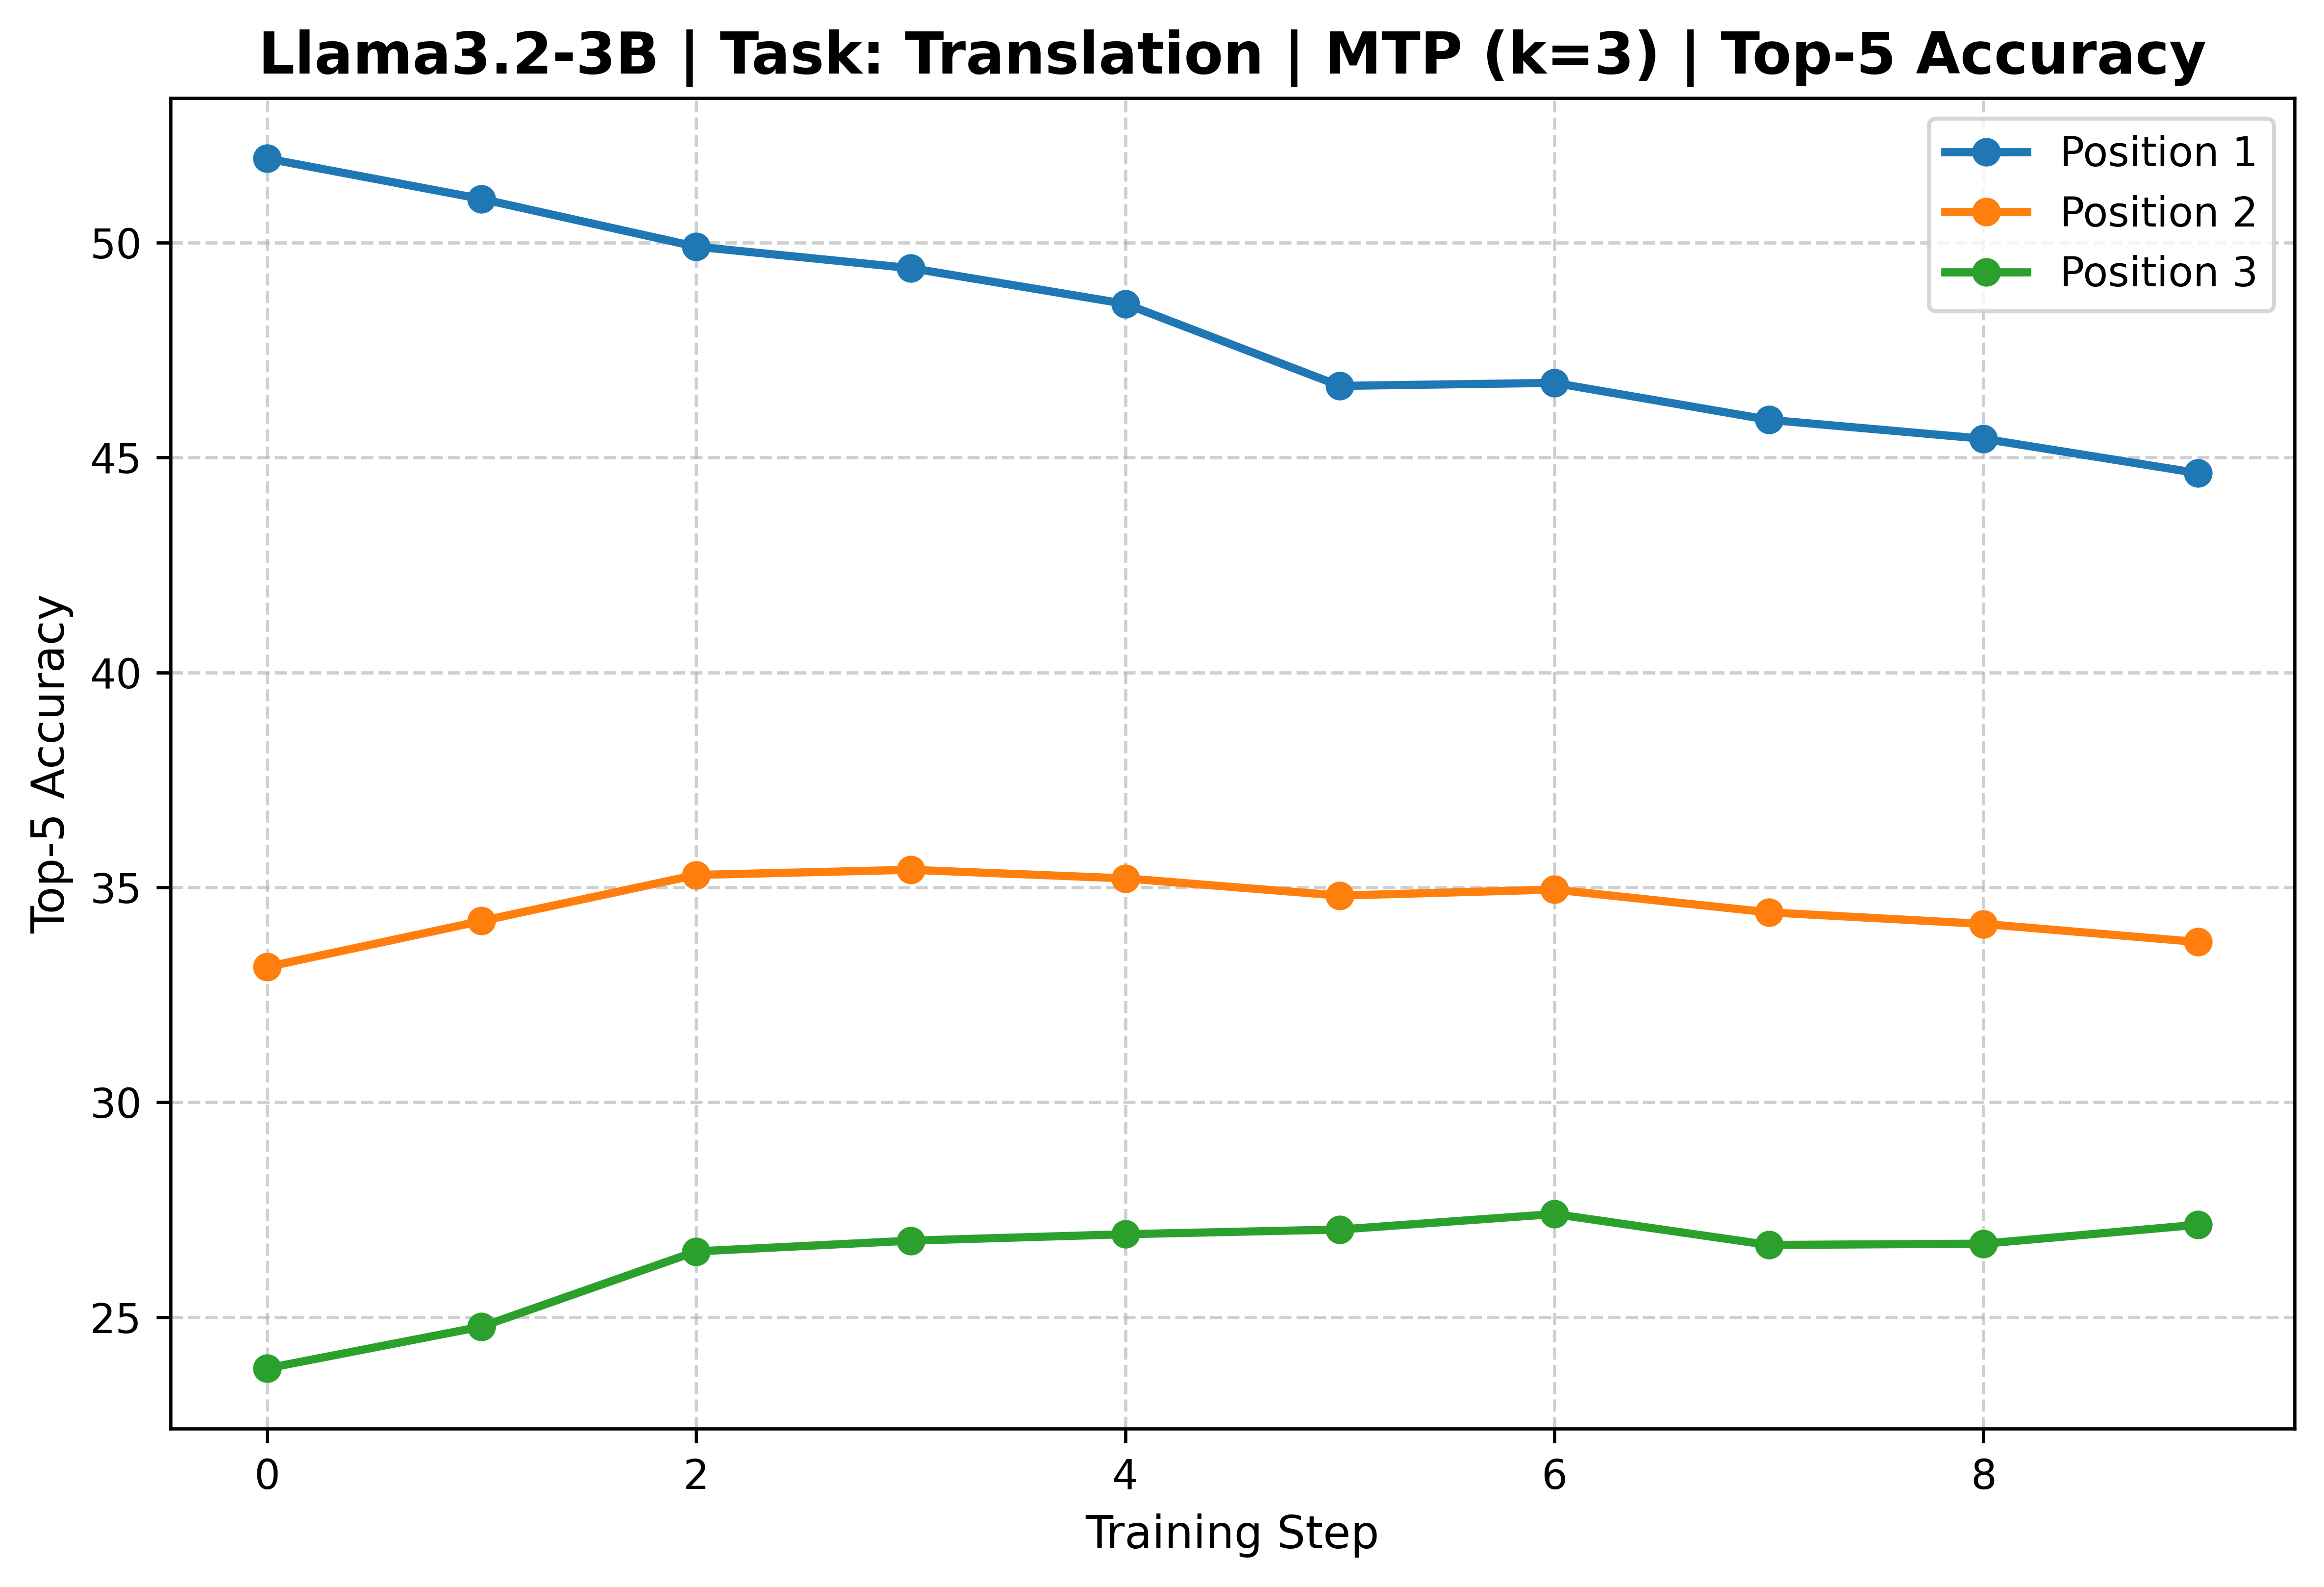 Llama3.2-3B | Task: Translation | MTP (k=3) | Top-5 Accuracy
Position 1
Position 2
Position 3
Top-5 Accuracy
50
45
40
35
30
25
0 2 4 6 8
Training Step